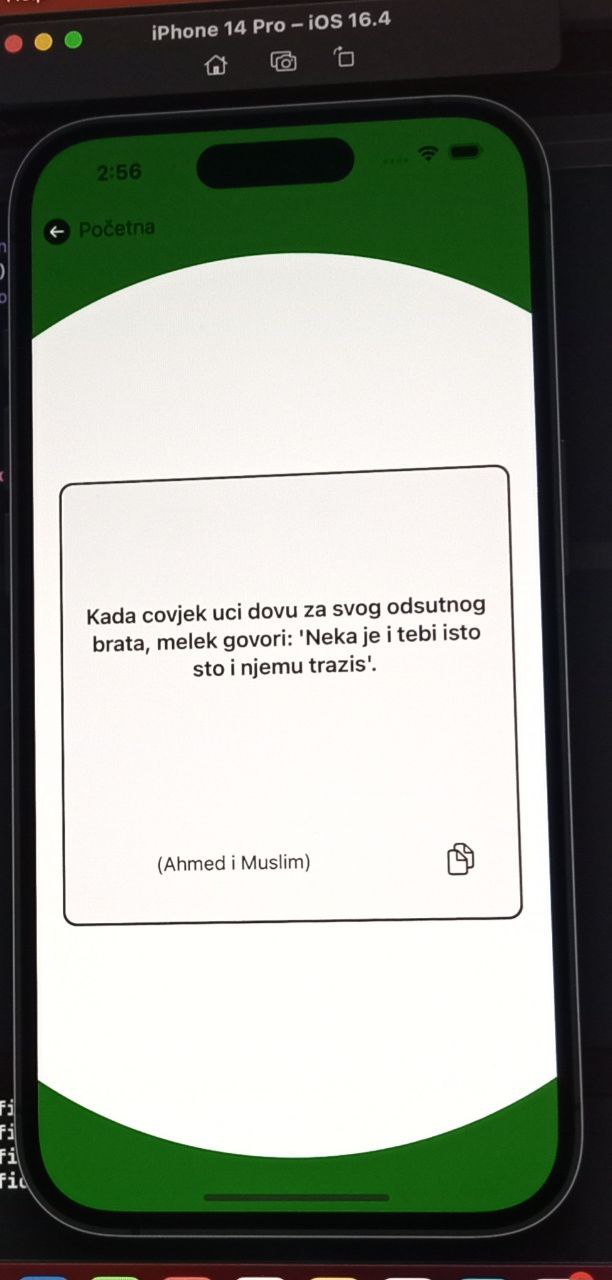 iPhone 14 Pro – iOS 16.4
2:56
Početna
Kada covjek uci dovu za svog odsutnog
brata, melek govori: 'Neka je i tebi isto
sto i njemu trazis'.
(Ahmed i Muslim)